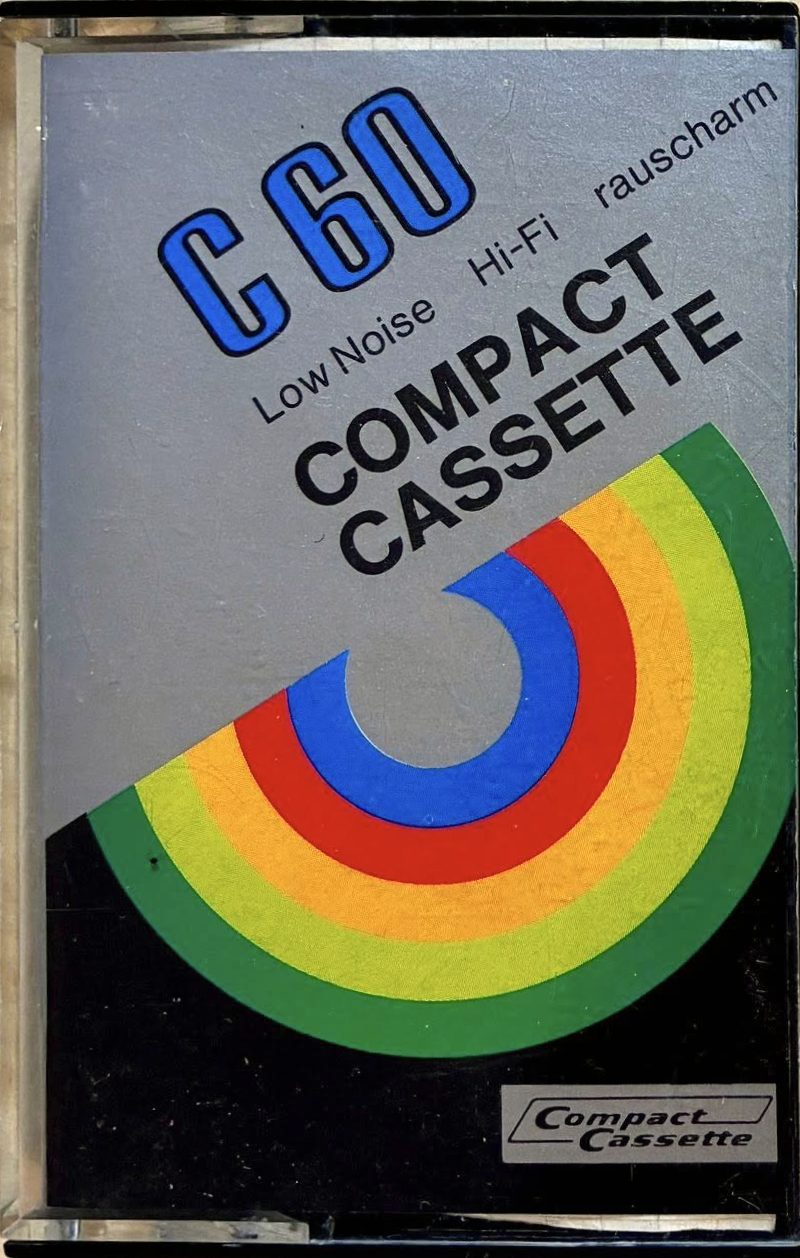 C 60
Low Noise Hi-Fi rauscharm
COMPACT
CASSETTE
Compact
Cassette